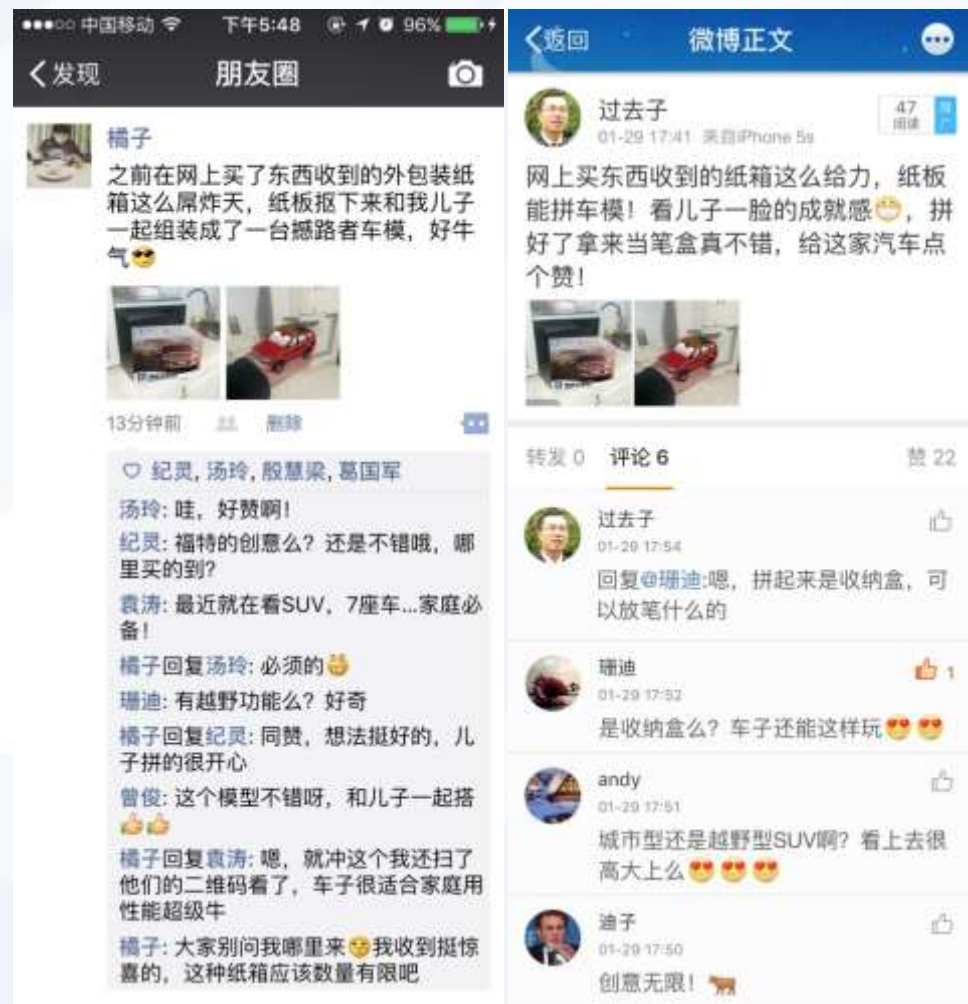 中国移动
下午5:48
96%
发现
朋友圈
橘子
之前在网上买了东西收到的外包装纸
箱这么屌炸天，纸板抠下来和我儿子
一起组装成了一台撼路者车模，好牛
气😎
13分钟前
删除
纪灵, 汤玲, 殷慧梁, 葛国军
汤玲: 哇，好赞啊！
纪灵: 福特的创意么？还是不错哦，哪
里买的到？
袁涛: 最近就在看SUV，7座车...家庭必
备！
橘子回复汤玲: 必须的😁
珊迪: 有越野功能么？好奇
橘子回复纪灵: 同赞，想法挺好的，儿
子拼的很开心
曾俊: 这个模型不错呀，和儿子一起搭
👍👍
橘子回复袁涛: 嗯，就冲这个我还扫了
他们的二维码看了，车子很适合家庭用
性能超级牛
橘子: 大家别问我哪里来😏我收到挺惊
喜的，这种纸箱应该数量有限吧
返回
微博正文
过去子
47
阅读
推广
01-29 17:41 来自iPhone 5s
网上买东西收到的纸箱这么给力，纸板
能拼车模！看儿子一脸的成就感😁，拼
好了拿来当笔盒真不错，给这家汽车点
个赞！
转发 0
评论 6
赞 22
过去子
01-29 17:54
回复@珊迪:嗯，拼起来是收纳盒，可
以放笔什么的
珊迪
1
01-29 17:52
是收纳盒么？车子还能这样玩😍😍
andy
01-29 17:51
城市型还是越野型SUV啊？看上去很
高大上么😍😍😍
迪子
01-29 17:50
创意无限！🐂